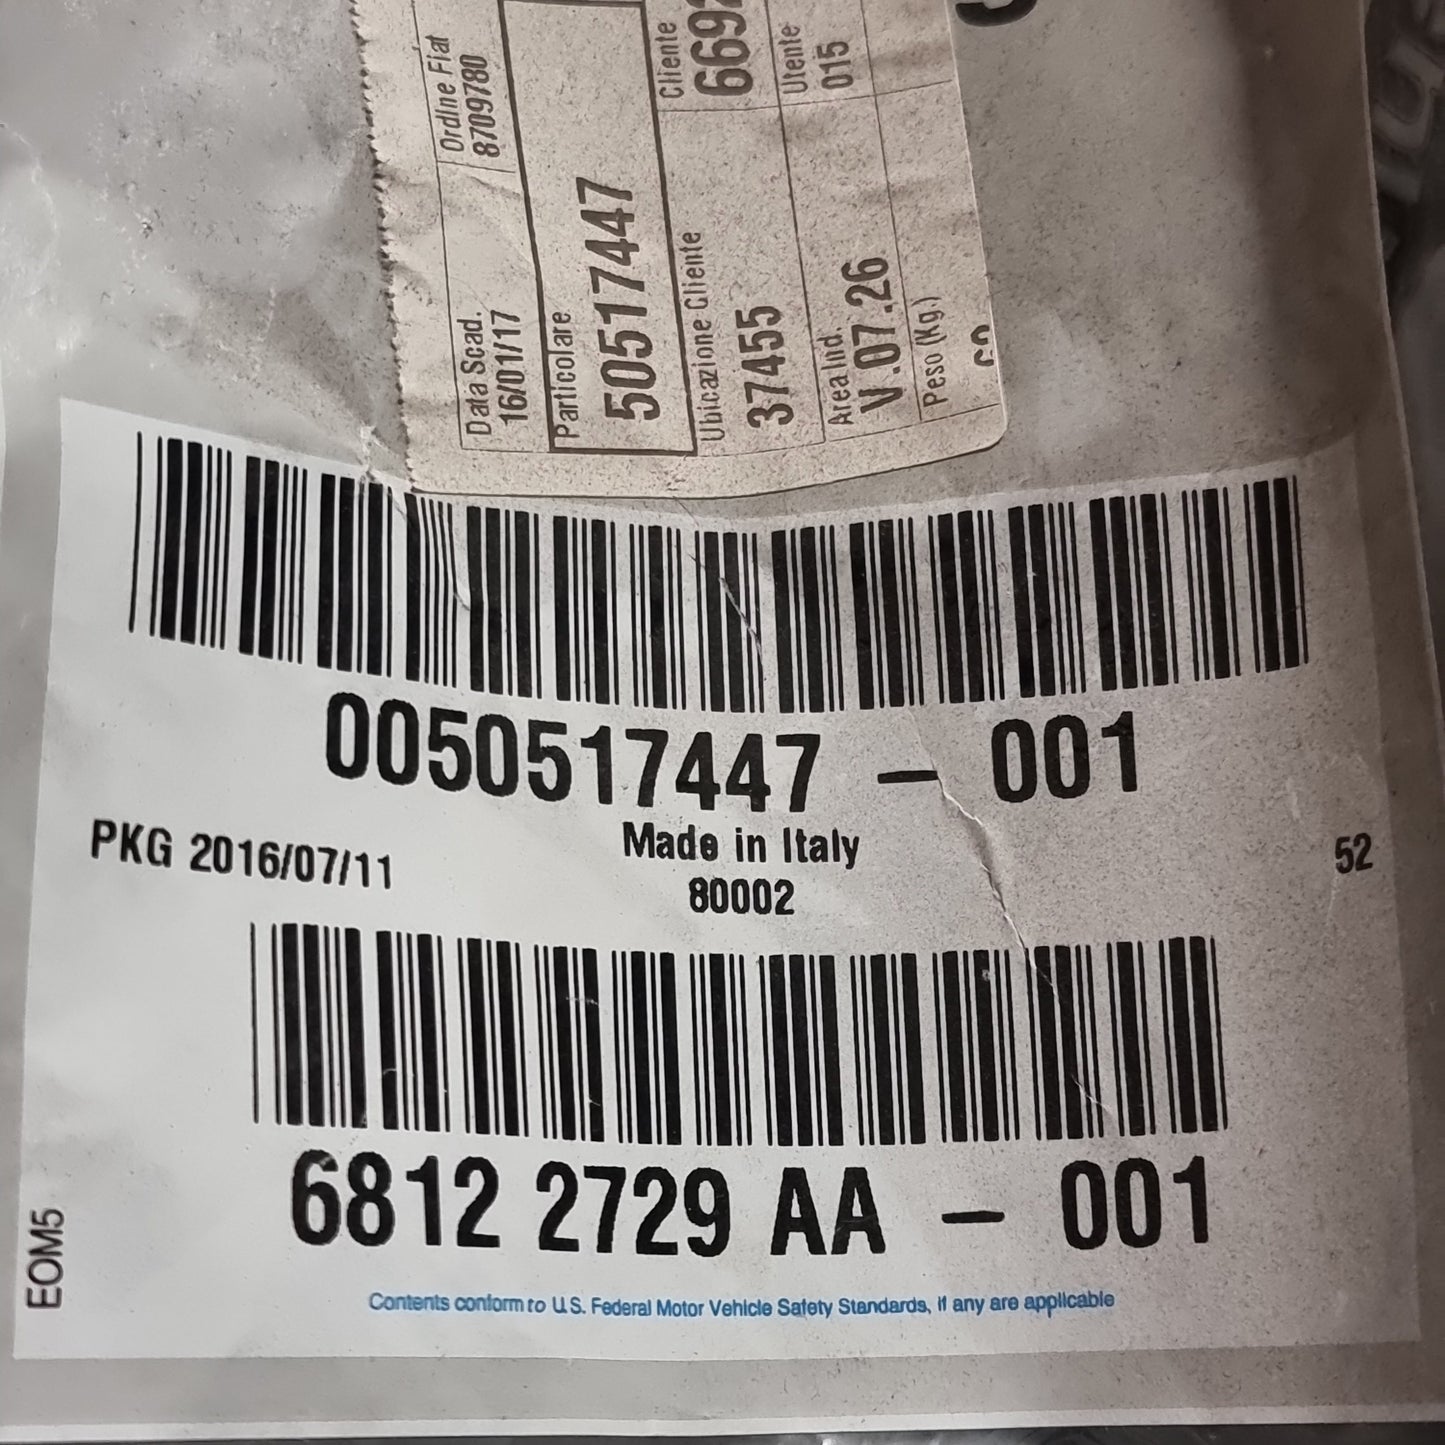 Data Scad.
16/01/17
Ordine Fiat
8709780
Particolare
50517447
Ubicazione Cliente
37455
Cliente
Area Ind.
V.07.26
Utente
015
Peso (Kg.)
0050517447 – 001
Made in Italy
80002
PKG 2016/07/11
52
6812 2729 AA – 001
EOM5
Contents conform to U.S. Federal Motor Vehicle Safety Standards, if any are applicable